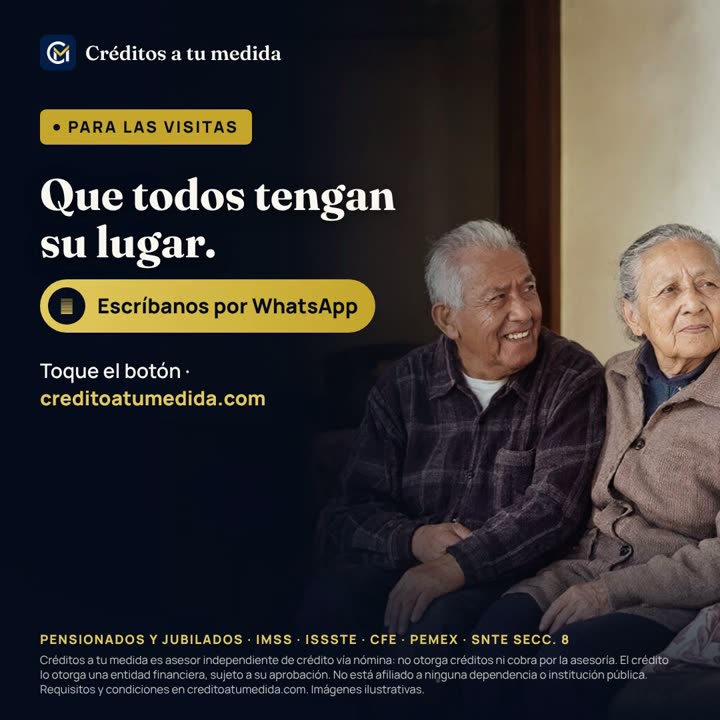 Créditos a tu medida
• PARA LAS VISITAS
Que todos tengan
su lugar.
Escríbanos por WhatsApp
Toque el botón ·
creditoatumedida.com
PENSIONADOS Y JUBILADOS · IMSS · ISSSTE · CFE · PEMEX · SNTE SECC. 8
Créditos a tu medida es asesor independiente de crédito vía nómina: no otorga créditos ni cobra por la asesoría. El crédito
lo otorga una entidad financiera, sujeto a su aprobación. No está afiliado a ninguna dependencia o institución pública.
Requisitos y condiciones en creditoatumedida.com. Imágenes ilustrativas.